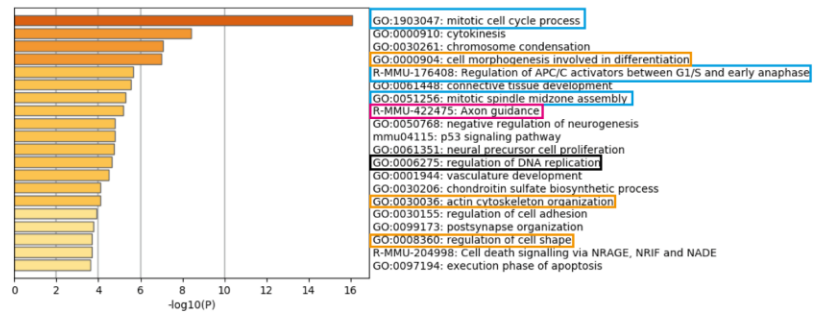 GO:1903047: mitotic cell cycle process
GO:0000910: cytokinesis
GO:0030261: chromosome condensation
GO:0000904: cell morphogenesis involved in differentiation
R-MMU-176408: Regulation of APC/C activators between G1/S and early anaphase
GO:0061448: connective tissue development
GO:0051256: mitotic spindle midzone assembly
R-MMU-422475: Axon guidance
GO:0050768: negative regulation of neurogenesis
mmu04115: p53 signaling pathway
GO:0061351: neural precursor cell proliferation
GO:0006275: regulation of DNA replication
GO:0001944: vasculature development
GO:0030206: chondroitin sulfate biosynthetic process
GO:0030036: actin cytoskeleton organization
GO:0030155: regulation of cell adhesion
GO:0099173: postsynapse organization
GO:0008360: regulation of cell shape
R-MMU-204998: Cell death signalling via NRAGE, NRIF and NADE
GO:0097194: execution phase of apoptosis
0 2 4 6 8 10 12 14 16
-log10(P)